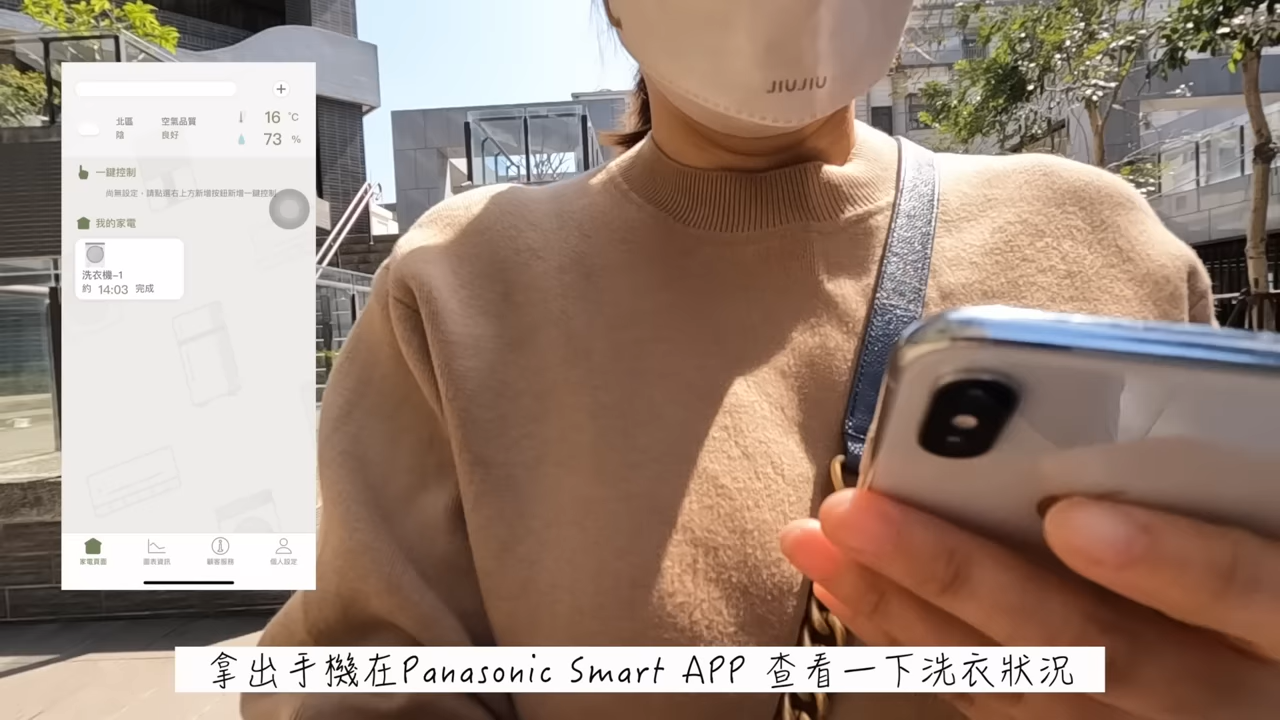 JIUJIU
北區
空氣品質
16 °C
陰
良好
73 %
一鍵控制
尚無設定，請點選右上方新增按鈕新增一鍵控制
我的家電
洗衣機-1
約 14:03 完成
家電頁面
圖表資訊
顧客服務
個人設定
拿出手機在Panasonic Smart APP 查看一下洗衣狀況